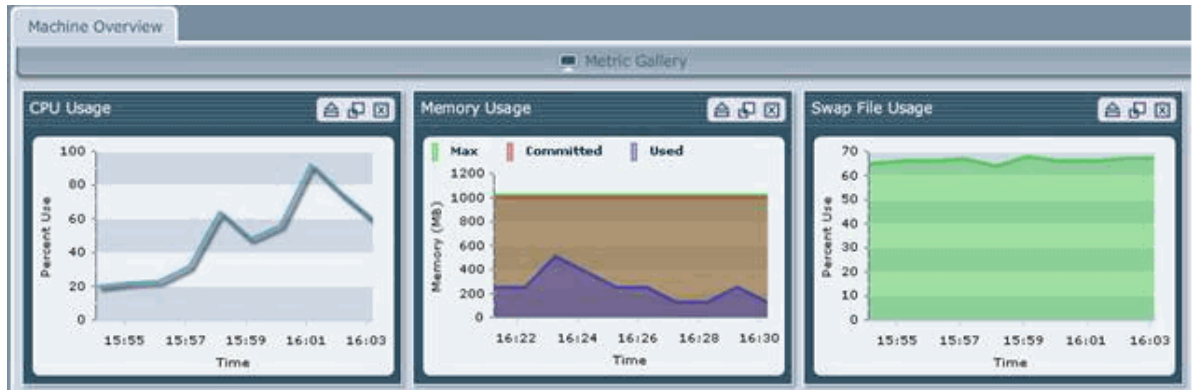 Machine Overview
Metric Gallery
CPU Usage
100
80
60
40
20
0
Percent Use
15:55 15:57 15:59 16:01 16:03
Time
Memory Usage
Max Committed Used
1200
1000
800
600
400
200
0
Memory (MB)
16:22 16:24 16:26 16:28 16:30
Time
Swap File Usage
70
60
50
40
30
20
10
0
Percent Use
15:55 15:57 15:59 16:01 16:03
Time